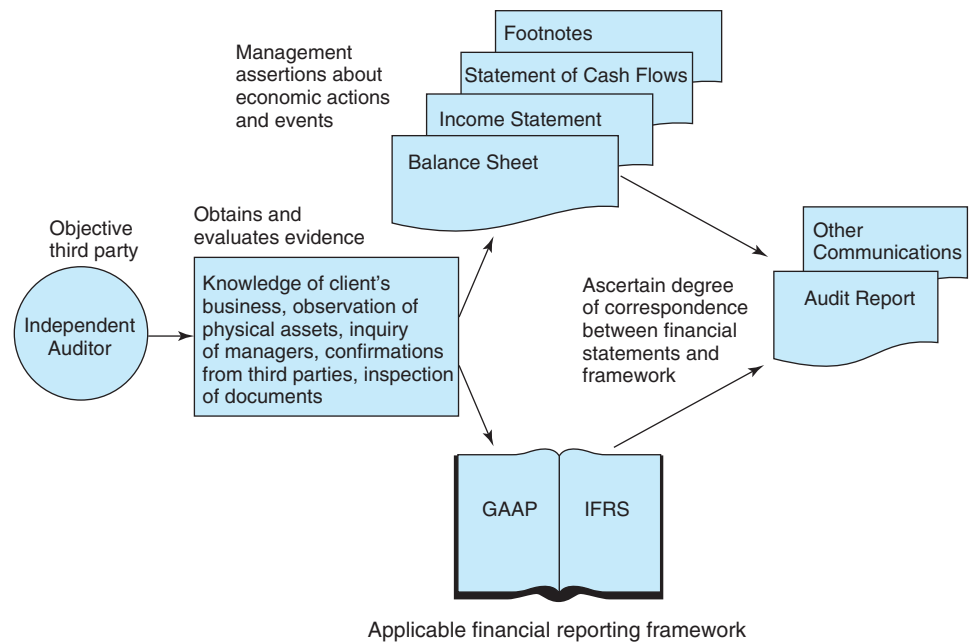 Footnotes
Statement of Cash Flows
Income Statement
Balance Sheet
Management
assertions about
economic actions
and events
Objective
third party
Independent
Auditor
Obtains and
evaluates evidence
Knowledge of client's
business, observation of
physical assets, inquiry
of managers, confirmations
from third parties, inspection
of documents
Ascertain degree
of correspondence
between financial
statements and
framework
Other
Communications
Audit Report
GAAP
IFRS
Applicable financial reporting framework